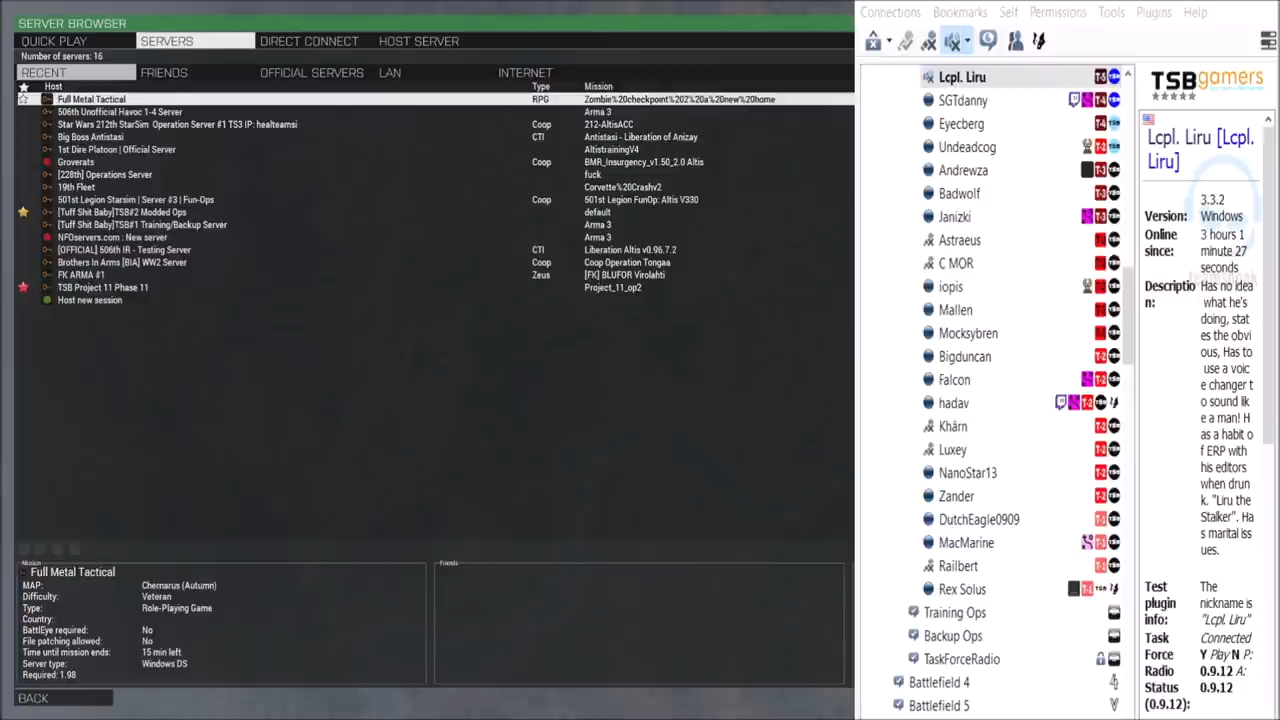 SERVER BROWSER
QUICK PLAY SERVERS DIRECT CONNECT HOST SERVER
Number of servers: 16
RECENT FRIENDS OFFICIAL SERVERS LAN INTERNET
Host Type Mission
Full Metal Tactical RPG Zombie%20checkpoint%202%20a%20new%20home
506th Unofficial Havoc 1-4 Server Arma 3
Star Wars 212th StarSim Operation Server #1 TS3 IP: healteamsi Coop 212-AltisACC
Big Boss Antistasi CTI Antistasi - Liberation of Anizay
1st Dire Platoon | Official Server AltistrainingV4
Groverats Coop BMR_Insurgency_v1.50_2.0 Altis
[228th] Operations Server fuck
19th Fleet Corvette%20Crashv2
501st Legion Starsim | Server #3 | Fun-Ops Coop 501st Legion FunOp: Altis V330
[Tuff Shit Baby]TSB#2 Modded Ops default
[Tuff Shit Baby]TSB#1 Training/Backup Server Arma 3
NFOservers.com : New server Arma 3
[OFFICIAL] 506th IR - Testing Server CTI Liberation Altis v0.96.7.2
Brothers In Arms [BIA] WW2 Server Coop Coop Operation Tongaa
FK ARMA #1 Zeus [FK] BLUFOR Virolahti
TSB Project 11 Phase 11 Project_11_op2
Host new session
Mission
Full Metal Tactical
MAP: Chernarus (Autumn)
Difficulty: Veteran
Type: Role-Playing Game
Country:
BattlEye required: No
File patching allowed: No
Time until mission ends: 15 min left
Server type: Windows DS
Required: 1.98
Friends
BACK
Connections Bookmarks Self Permissions Tools Plugins Help
Lcpl. Liru
SGTdanny
Eyecberg
Undeadcog
Andrewza
Badwolf
Janizki
Astraeus
C MOR
iopis
Mallen
Mocksybren
Bigduncan
Falcon
hadav
Khârn
Luxey
NanoStar13
Zander
DutchEagle0909
MacMarine
Railbert
Rex Solus
Training Ops
Backup Ops
TaskForceRadio
Battlefield 4
Battlefield 5
TSBgamers
Lcpl. Liru [Lcpl.
Liru]
3.3.2
Version: Windows
Online 3 hours 1
since: minute 27
seconds
Descriptio Has no idea
n: what he's
doing, stat
es the obvi
ous, Has to
use a voic
e changer t
o sound lik
e a man! H
as a habit o
f ERP with
his editors
when drun
k. "Liru the
Stalker". Ha
s marital iss
ues.
Test The
plugin nickname is
info: "Lcpl. Liru"
Task Connected
Force Y Play N P:
Radio 0.9.12 A:
Status 0.9.12
(0.9.12):